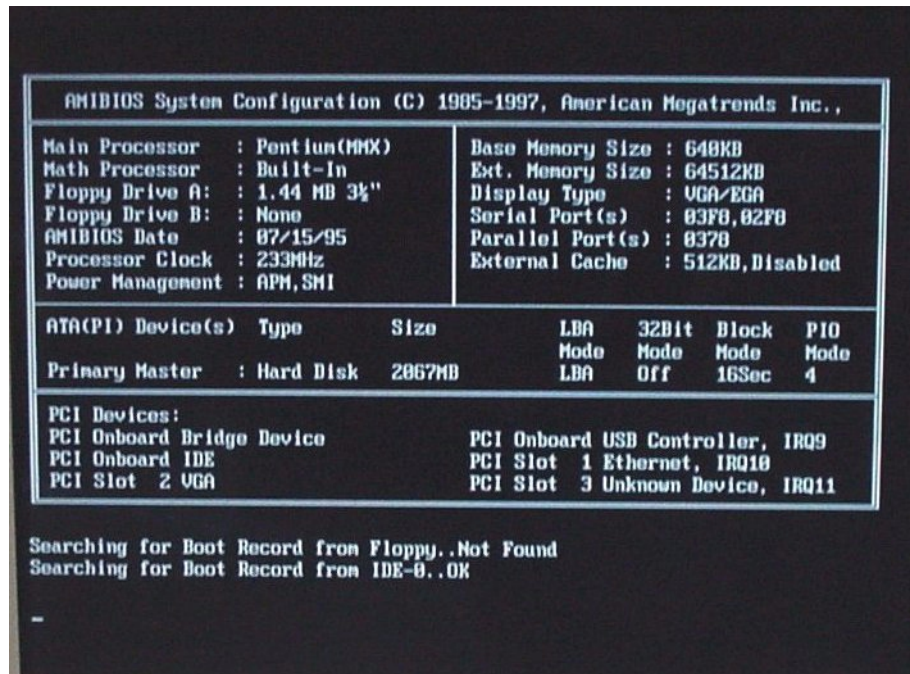 AMIBIOS System Configuration (C) 1985-1997, American Megatrends Inc.,
Main Processor : Pentium(MMX)
Math Processor : Built-In
Floppy Drive A: : 1.44 MB 3½"
Floppy Drive B: : None
AMIBIOS Date : 07/15/95
Processor Clock : 233MHz
Power Management : APM,SMI
Base Memory Size : 640KB
Ext. Memory Size : 64512KB
Display Type : VGA/EGA
Serial Port(s) : 03F8,02F8
Parallel Port(s) : 0378
External Cache : 512KB,Disabled
ATA(PI) Device(s) Type Size LBA 32Bit Block PIO
Mode Mode Mode Mode
Primary Master : Hard Disk 2067MB LBA Off 16Sec 4
PCI Devices:
PCI Onboard Bridge Device
PCI Onboard IDE
PCI Slot 2 VGA
PCI Onboard USB Controller, IRQ9
PCI Slot 1 Ethernet, IRQ10
PCI Slot 3 Unknown Device, IRQ11
Searching for Boot Record from Floppy..Not Found
Searching for Boot Record from IDE-0..OK
_